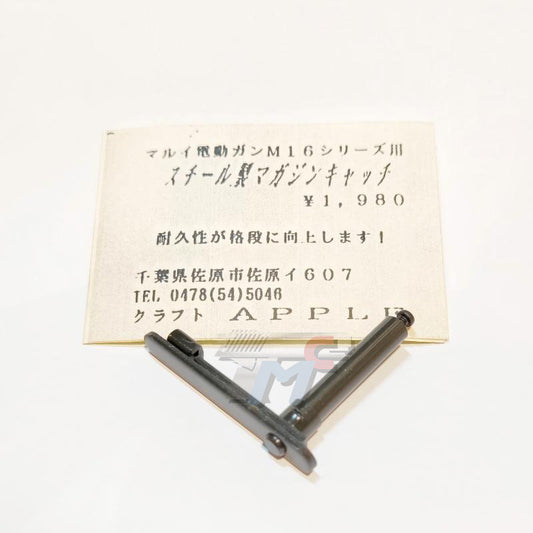 マルイ電動ガンM16シリーズ用
スチール製マガジンキャッチ
¥1,980
耐久性が格段に向上します!
千葉県佐原市佐原イ607
TEL 0478(54)5046
クラフト APPLE